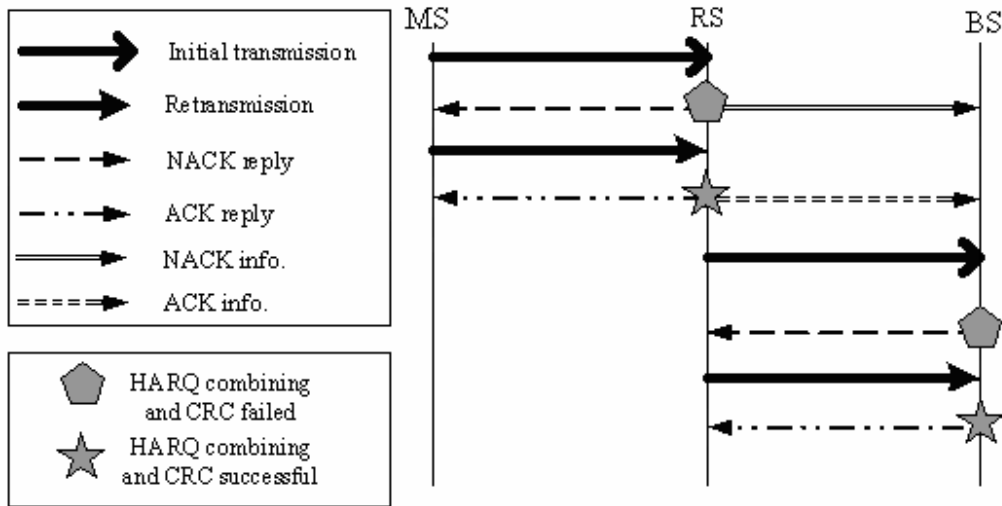 Initial transmission
Retransmission
NACK reply
ACK reply
NACK info.
ACK info.
HARQ combining
and CRC failed
HARQ combining
and CRC successful
MS
RS
BS